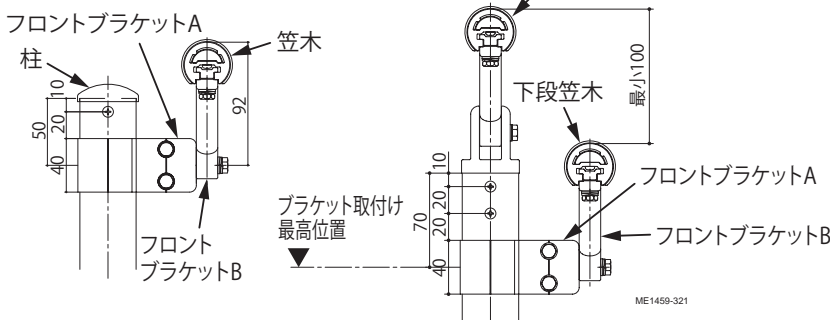 フロントブラケットA
笠木
柱
10
20
50
40
92
フロント
ブラケットB
最小100
下段笠木
10
20
70
20
40
ブラケット取付け
最高位置
フロントブラケットA
フロントブラケットB
ME1459-321